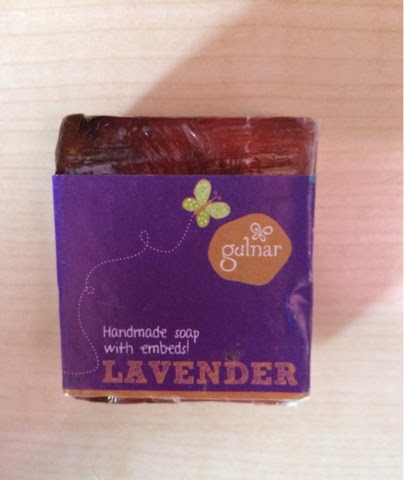 gulnar
Handmade soap
with embeds!
LAVENDER